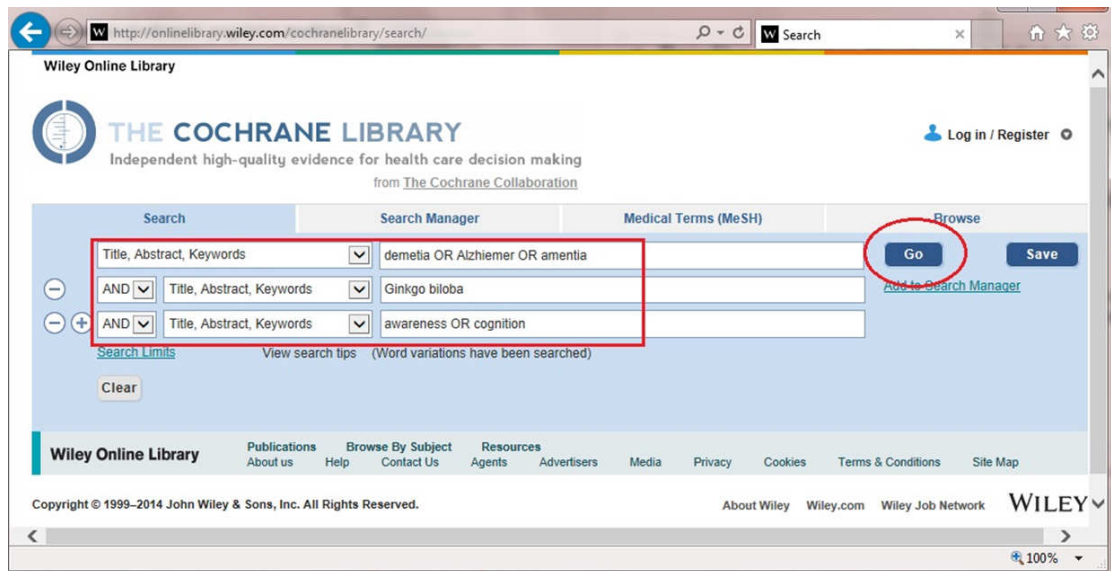 W http://onlinelibrary.wiley.com/cochranelibrary/search/ W Search
Wiley Online Library
THE COCHRANE LIBRARY
Independent high-quality evidence for health care decision making
from The Cochrane Collaboration
Log in / Register
Search Search Manager Medical Terms (MeSH) Browse
Title, Abstract, Keywords demetia OR Alzhiemer OR amentia Go Save
AND Title, Abstract, Keywords Ginkgo biloba Add to Search Manager
AND Title, Abstract, Keywords awareness OR cognition
Search Limits View search tips (Word variations have been searched)
Clear
Wiley Online Library
Publications Browse By Subject Resources
About us Help Contact Us Agents Advertisers Media Privacy Cookies Terms & Conditions Site Map
Copyright © 1999–2014 John Wiley & Sons, Inc. All Rights Reserved. About Wiley Wiley.com Wiley Job Network WILEY
100%